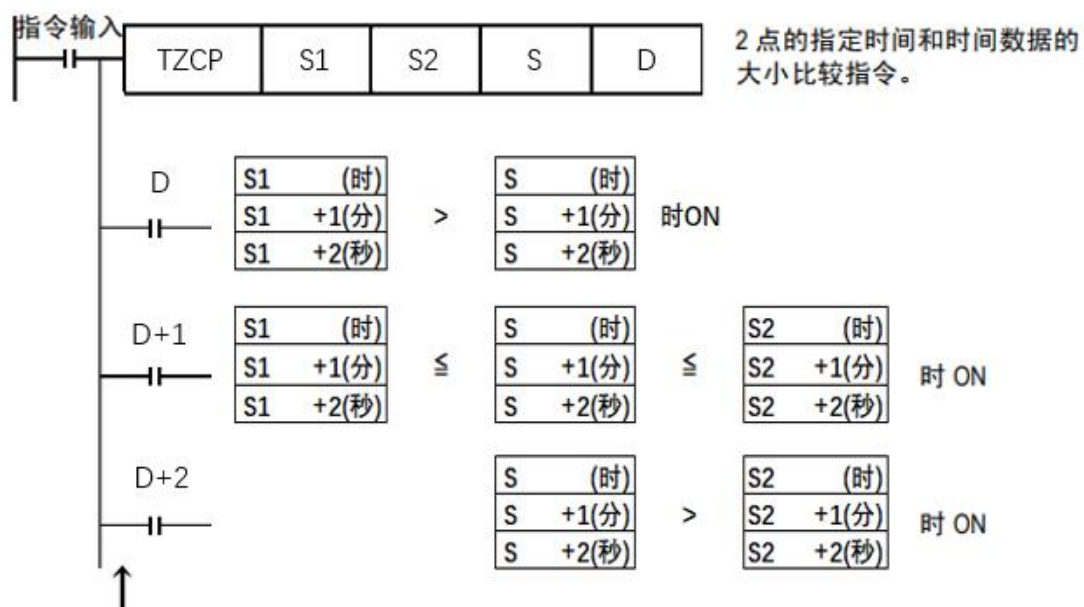 指令输入
TZCP S1 S2 S D
2点的指定时间和时间数据的
大小比较指令。
D
S1 (时) S (时)
S1 +1(分) > S +1(分) 时ON
S1 +2(秒) S +2(秒)
D+1
S1 (时) S (时) S2 (时)
S1 +1(分) ≦ S +1(分) ≦ S2 +1(分) 时 ON
S1 +2(秒) S +2(秒) S2 +2(秒)
D+2
S (时) S2 (时)
S +1(分) > S2 +1(分) 时 ON
S +2(秒) S2 +2(秒)